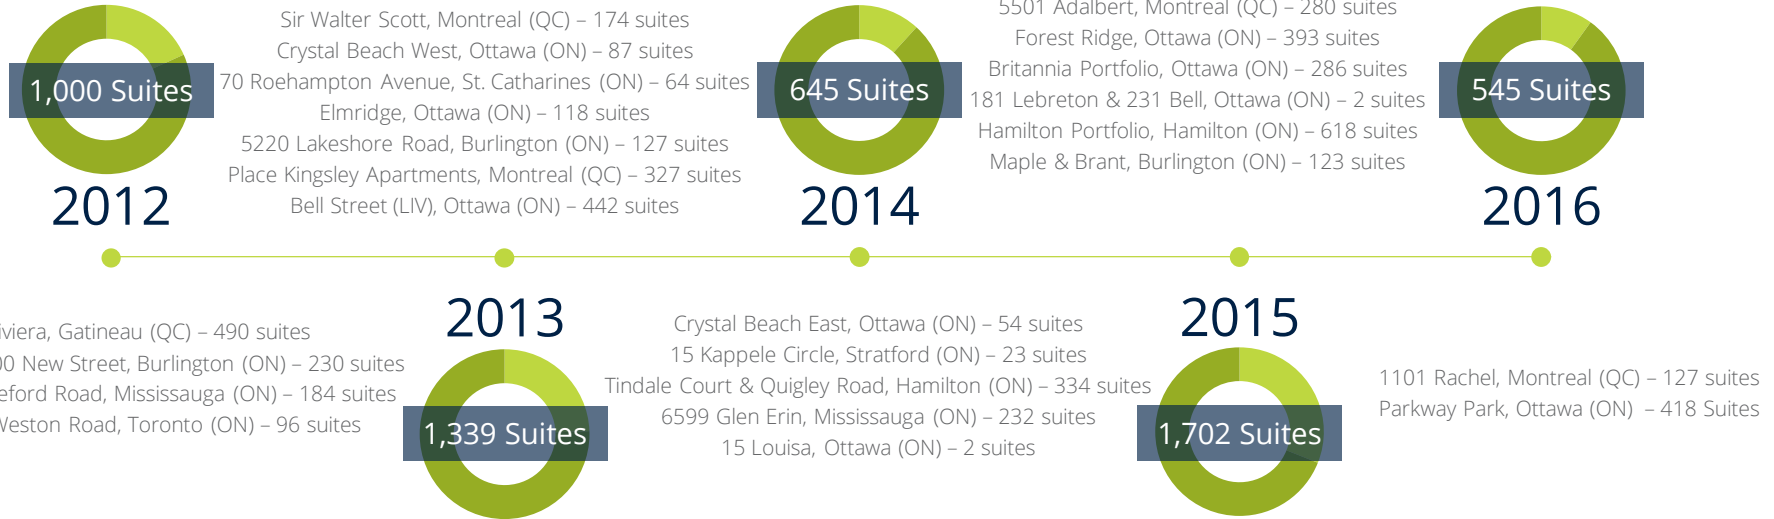 1,000 Suites
2012
Gatineau (QC) – 490 suites
New Street, Burlington (ON) – 230 suites
Road, Mississauga (ON) – 184 suites
Weston Road, Toronto (ON) – 96 suites
Sir Walter Scott, Montreal (QC) – 174 suites
Crystal Beach West, Ottawa (ON) – 87 suites
70 Roehampton Avenue, St. Catharines (ON) – 64 suites
Elmridge, Ottawa (ON) – 118 suites
5220 Lakeshore Road, Burlington (ON) – 127 suites
Place Kingsley Apartments, Montreal (QC) – 327 suites
Bell Street (LIV), Ottawa (ON) – 442 suites
2013
1,339 Suites
645 Suites
2014
Crystal Beach East, Ottawa (ON) – 54 suites
15 Kappele Circle, Stratford (ON) – 23 suites
Tindale Court & Quigley Road, Hamilton (ON) – 334 suites
6599 Glen Erin, Mississauga (ON) – 232 suites
15 Louisa, Ottawa (ON) – 2 suites
5501 Adalbert, Montreal (QC) – 280 suites
Forest Ridge, Ottawa (ON) – 393 suites
Britannia Portfolio, Ottawa (ON) – 286 suites
181 Lebreton & 231 Bell, Ottawa (ON) – 2 suites
Hamilton Portfolio, Hamilton (ON) – 618 suites
Maple & Brant, Burlington (ON) – 123 suites
2015
1,702 Suites
545 Suites
2016
1101 Rachel, Montreal (QC) – 127 suites
Parkway Park, Ottawa (ON) – 418 Suites